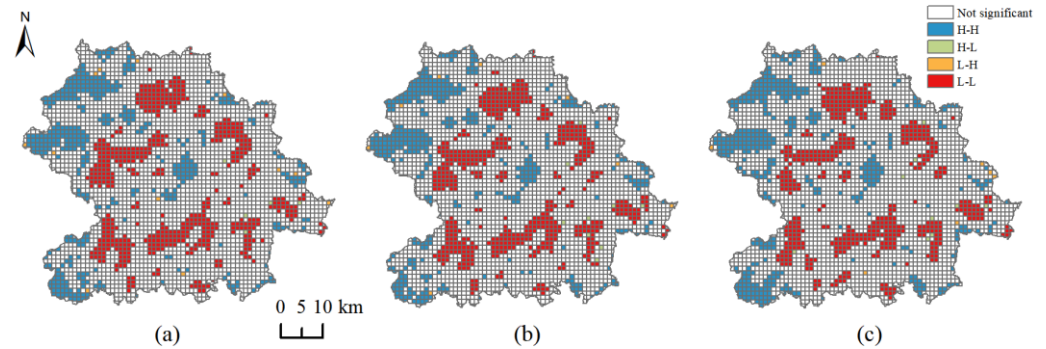 N
Not significant
H-H
H-L
L-H
L-L
0 5 10 km
(a)
(b)
(c)